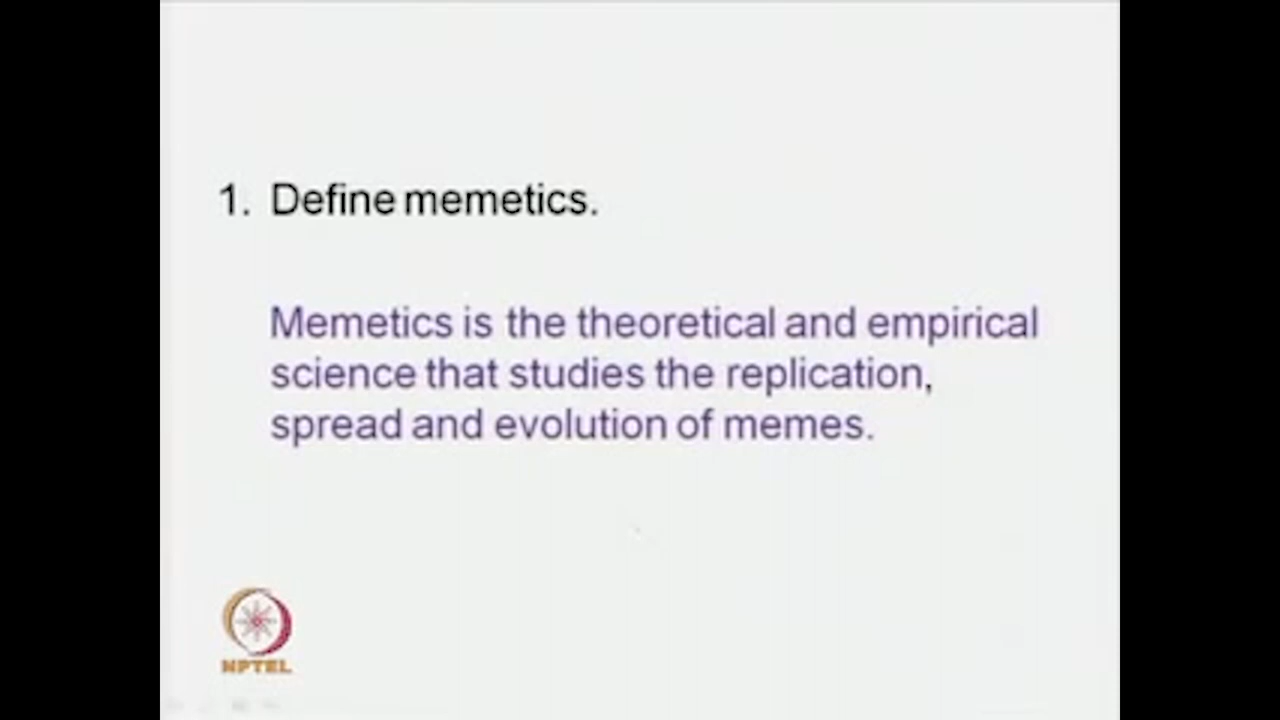 1. Define memetics.
Memetics is the theoretical and empirical
science that studies the replication,
spread and evolution of memes.
NPTEL